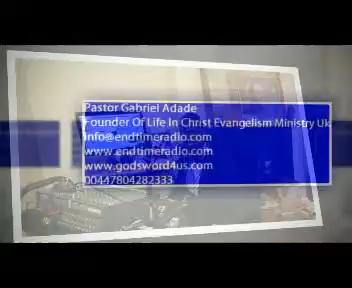 Pastor Gabriel Adade
Founder Of Life In Christ Evangelism Ministry Uk
info@endtimeradio.com
www.endtimeradio.com
www.godsword4us.com
00447804282333